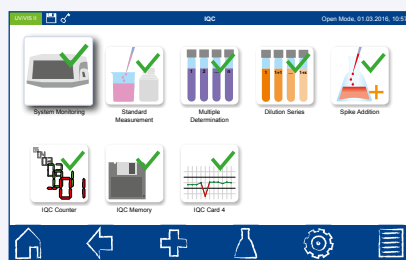 UV/VIS II
IQC
Open Mode, 01.03.2016, 10:57
System Monitoring
Standard
Measurement
Multiple
Determination
Dilution Series
Spike Addition
IQC Counter
IQC Memory
IQC Card 4